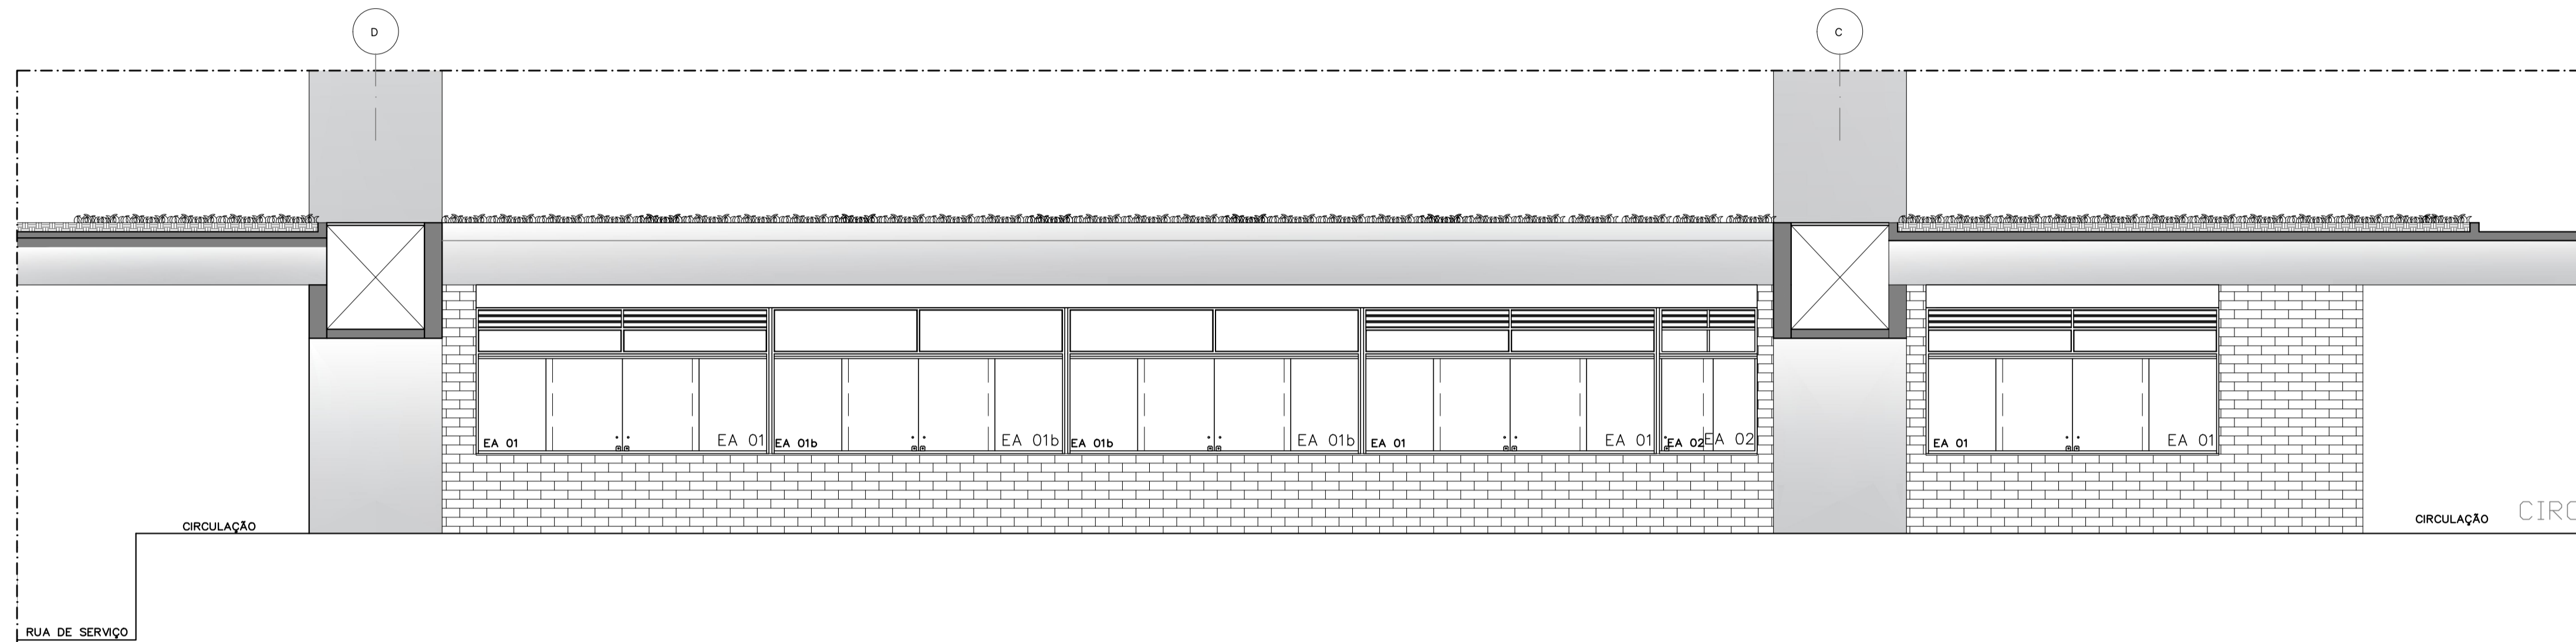 D
C
EA 01
EA 01
EA 01b
EA 01b
EA 01b
EA 01b
EA 01
EA 01
EA 02
EA 02
EA 01
EA 01
CIRCULAÇÃO
CIRCULAÇÃO
CIRC
RUA DE SERVIÇO